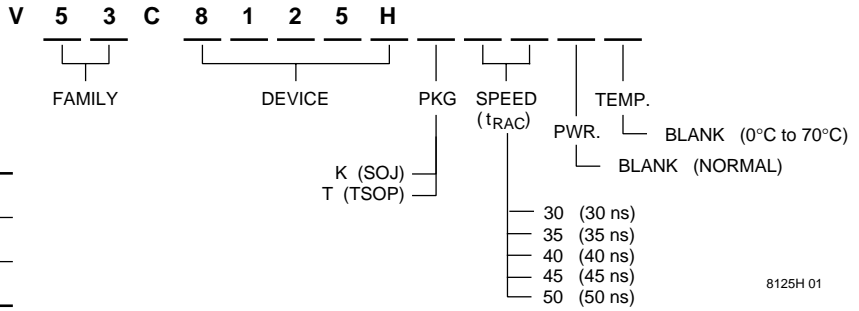 V 5 3 C 8 1 2 5 H
FAMILY DEVICE PKG SPEED TEMP.
(tRAC) PWR.
BLANK (0°C to 70°C)
BLANK (NORMAL)
K (SOJ)
T (TSOP)
30 (30 ns)
35 (35 ns)
40 (40 ns)
45 (45 ns)
50 (50 ns)
8125H 01